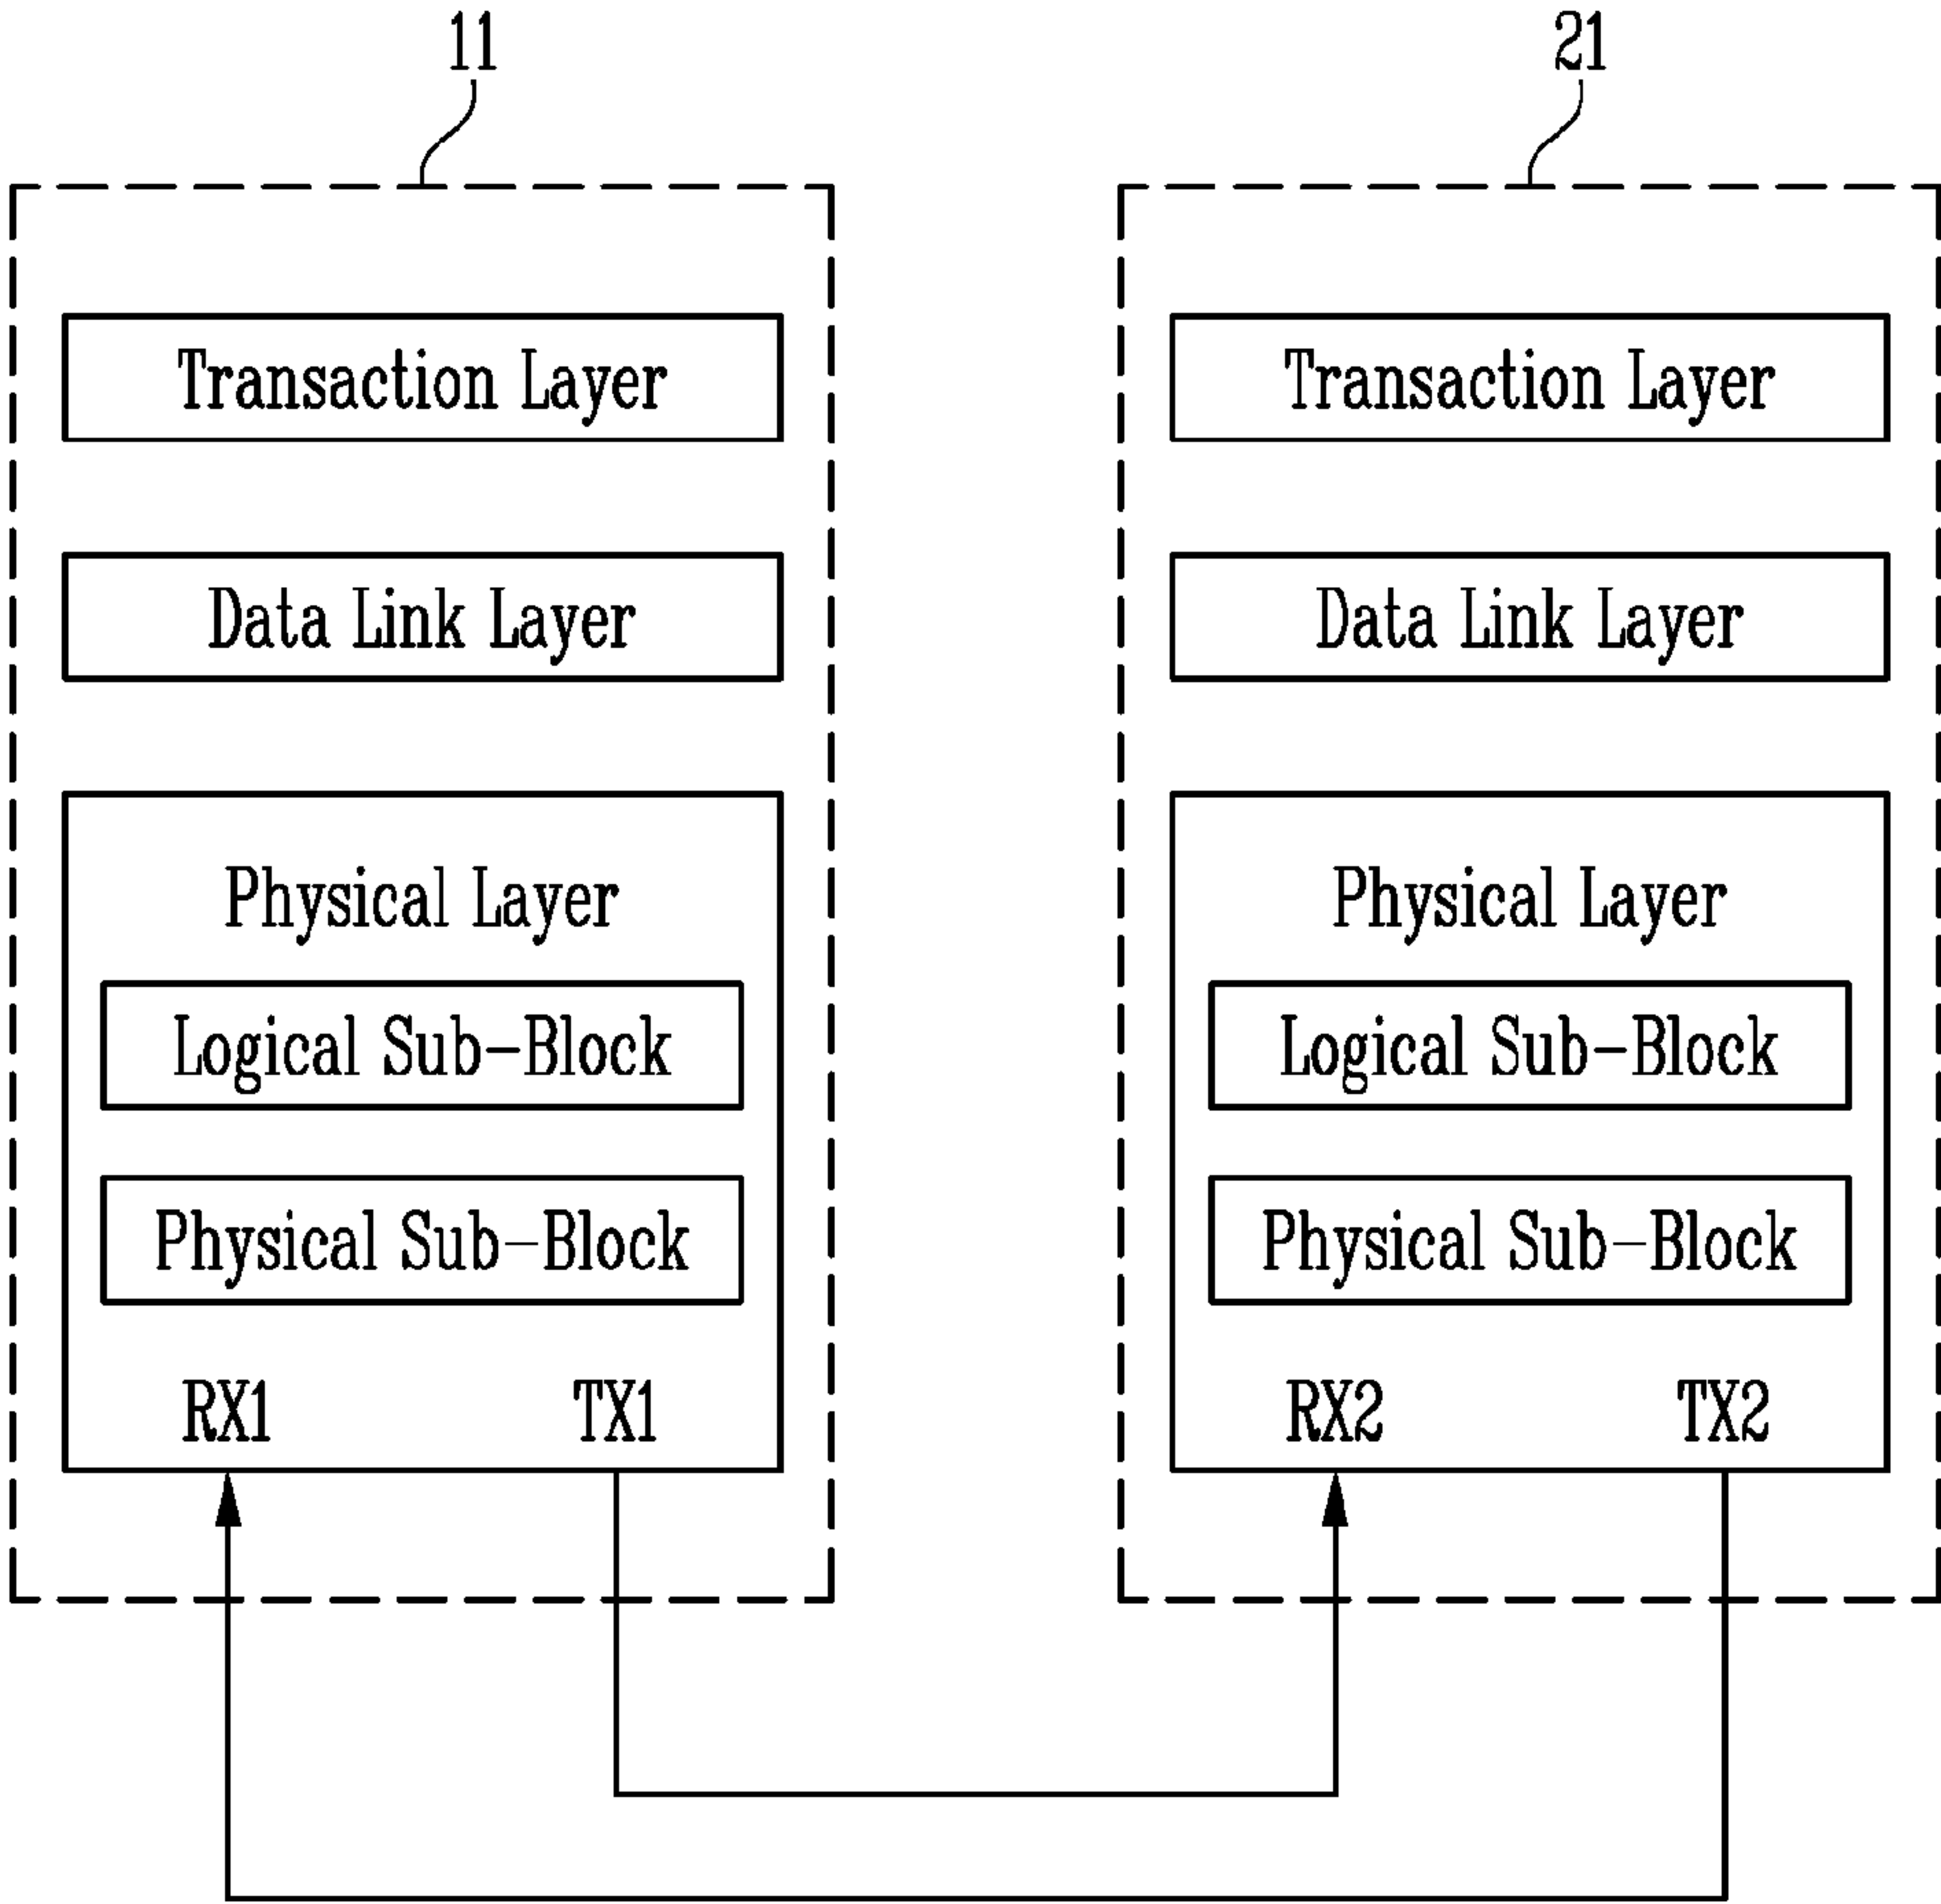 11
21
Transaction Layer
Transaction Layer
Data Link Layer
Data Link Layer
Physical Layer
Physical Layer
Logical Sub-Block
Logical Sub-Block
Physical Sub-Block
Physical Sub-Block
RX1
TX1
RX2
TX2